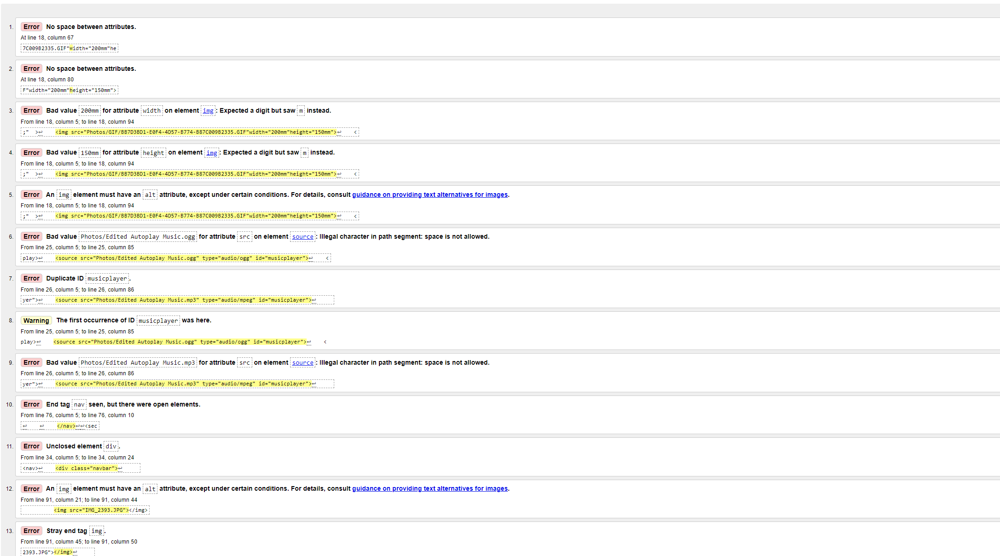 1. Error No space between attributes.
At line 18, column 67
7C009B2335.GIF"width="200mm"he
2. Error No space between attributes.
At line 18, column 80
F"width="200mm"height="150mm">
3. Error Bad value 200mm for attribute width on element img: Expected a digit but saw m instead.
From line 18, column 5; to line 18, column 94
;"  >↩    <img src="Photos/GIF/BB7D3BD1-E0F4-4D57-B774-B87C009B2335.GIF"width="200mm"height="150mm">↩    <
4. Error Bad value 150mm for attribute height on element img: Expected a digit but saw m instead.
From line 18, column 5; to line 18, column 94
;"  >↩    <img src="Photos/GIF/BB7D3BD1-E0F4-4D57-B774-B87C009B2335.GIF"width="200mm"height="150mm">↩    <
5. Error An img element must have an alt attribute, except under certain conditions. For details, consult guidance on providing text alternatives for images.
From line 18, column 5; to line 18, column 94
;"  >↩    <img src="Photos/GIF/BB7D3BD1-E0F4-4D57-B774-B87C009B2335.GIF"width="200mm"height="150mm">↩    <
6. Error Bad value Photos/Edited Autoplay Music.ogg for attribute src on element source: Illegal character in path segment: space is not allowed.
From line 25, column 5; to line 25, column 85
play>↩    <source src="Photos/Edited Autoplay Music.ogg" type="audio/ogg" id="musicplayer">↩    <
7. Error Duplicate ID musicplayer.
From line 26, column 5; to line 26, column 86
yer">↩    <source src="Photos/Edited Autoplay Music.mp3" type="audio/mpeg" id="musicplayer">↩
8. Warning The first occurrence of ID musicplayer was here.
From line 25, column 5; to line 25, column 85
play>↩    <source src="Photos/Edited Autoplay Music.ogg" type="audio/ogg" id="musicplayer">↩    <
9. Error Bad value Photos/Edited Autoplay Music.mp3 for attribute src on element source: Illegal character in path segment: space is not allowed.
From line 26, column 5; to line 26, column 86
yer">↩    <source src="Photos/Edited Autoplay Music.mp3" type="audio/mpeg" id="musicplayer">↩
10. Error End tag nav seen, but there were open elements.
From line 76, column 5; to line 76, column 10
↩    ↩    </nav>↩↩<sec
11. Error Unclosed element div.
From line 34, column 5; to line 34, column 24
<nav>↩    <div class="navbar">↩
12. Error An img element must have an alt attribute, except under certain conditions. For details, consult guidance on providing text alternatives for images.
From line 91, column 21; to line 91, column 44
<img src="IMG_2393.JPG"></img>
13. Error Stray end tag img.
From line 91, column 45; to line 91, column 50
2393.JPG"></img>↩